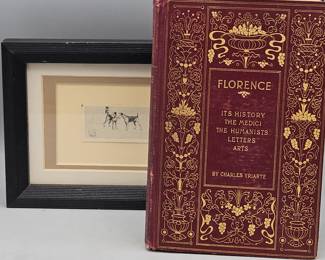 FLORENCE
ITS HISTORY
THE MEDICI
THE HUMANISTS
LETTERS
ARTS
BY CHARLES YRIARTE